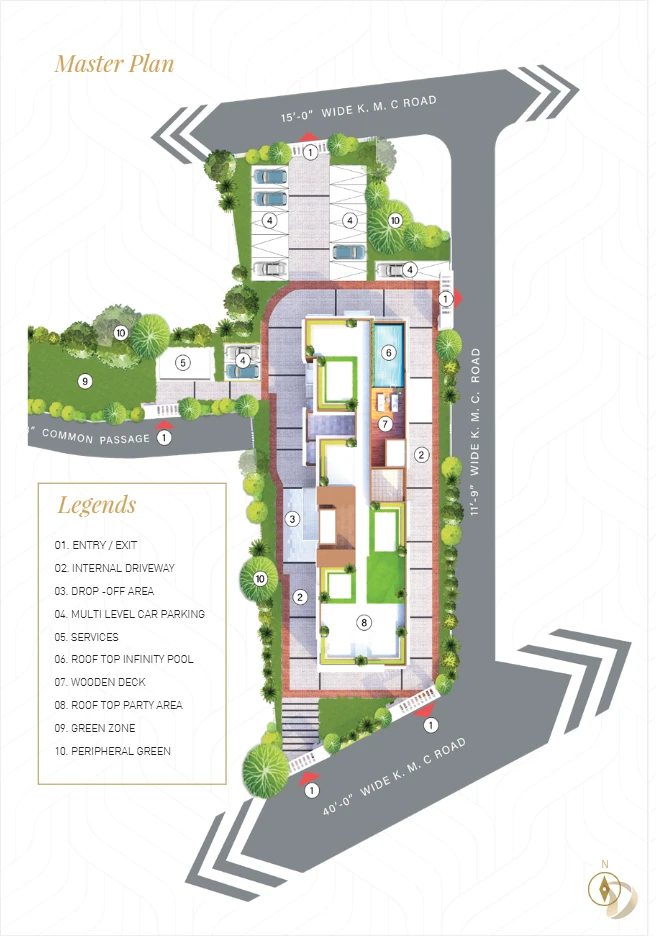 Master Plan
15'-0" WIDE K. M. C ROAD
1
4
4
10
4
1
10
5
4
6
9
7
COMMON PASSAGE
1
2
11'-9" WIDE K. M. C. ROAD
3
10
2
8
1
1
40'-0" WIDE K. M. C ROAD
Legends
01. ENTRY / EXIT
02. INTERNAL DRIVEWAY
03. DROP -OFF AREA
04. MULTI LEVEL CAR PARKING
05. SERVICES
06. ROOF TOP INFINITY POOL
07. WOODEN DECK
08. ROOF TOP PARTY AREA
09. GREEN ZONE
10. PERIPHERAL GREEN
N